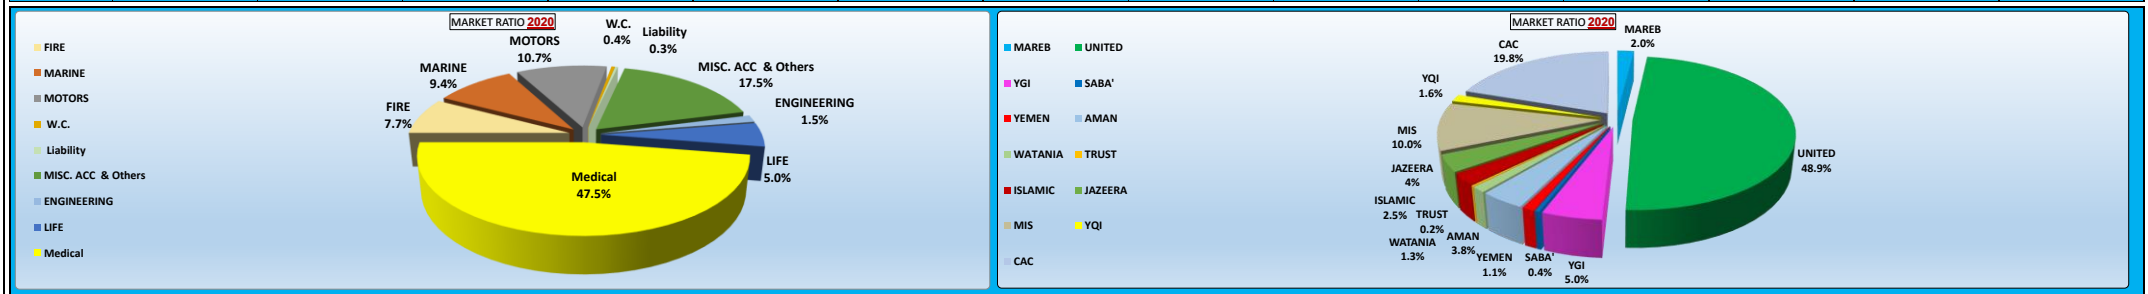 MARKET RATIO 2020
FIRE
MARINE
MOTORS
W.C.
Liability
MISC. ACC & Others
ENGINEERING
LIFE
Medical
FIRE
7.7%
MARINE
9.4%
MOTORS
10.7%
W.C.
0.4%
Liability
0.3%
MISC. ACC & Others
17.5%
ENGINEERING
1.5%
LIFE
5.0%
Medical
47.5%
MARKET RATIO 2020
MAREB UNITED
YGI SABA'
YEMEN AMAN
WATANIA TRUST
ISLAMIC JAZEERA
MIS YQI
CAC
MAREB
2.0%
UNITED
48.9%
YGI
5.0%
SABA'
0.4%
YEMEN
1.1%
AMAN
3.8%
WATANIA
1.3%
TRUST
0.2%
ISLAMIC
2.5%
JAZEERA
4%
MIS
10.0%
YQI
1.6%
CAC
19.8%